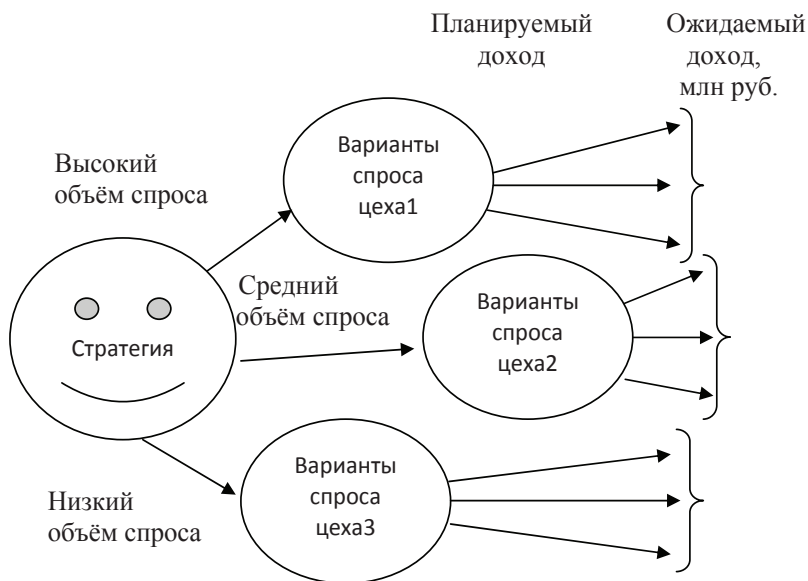 Планируемый
доход
Ожидаемый
доход,
млн руб.
Высокий
объём спроса
Варианты
спроса
цеха1
Средний
объём спроса
Варианты
спроса
цеха2
Стратегия
Низкий
объём спроса
Варианты
спроса
цеха3